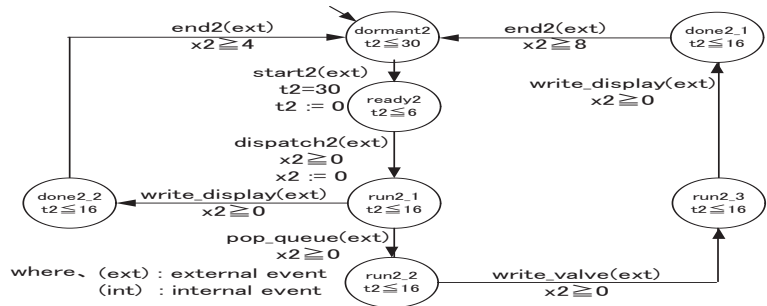 end2(ext)
x2≧4
dormant2
t2≦30
end2(ext)
x2≧8
done2_1
t2≦16
start2(ext)
t2=30
t2 := 0
ready2
t2≦6
write_display(ext)
x2≧0
dispatch2(ext)
x2≧0
x2 := 0
done2_2
t2≦16
write_display(ext)
x2≧0
run2_1
t2≦16
run2_3
t2≦16
pop_queue(ext)
x2≧0
where、(ext) : external event
(int) : internal event
run2_2
t2≦16
write_valve(ext)
x2≧0